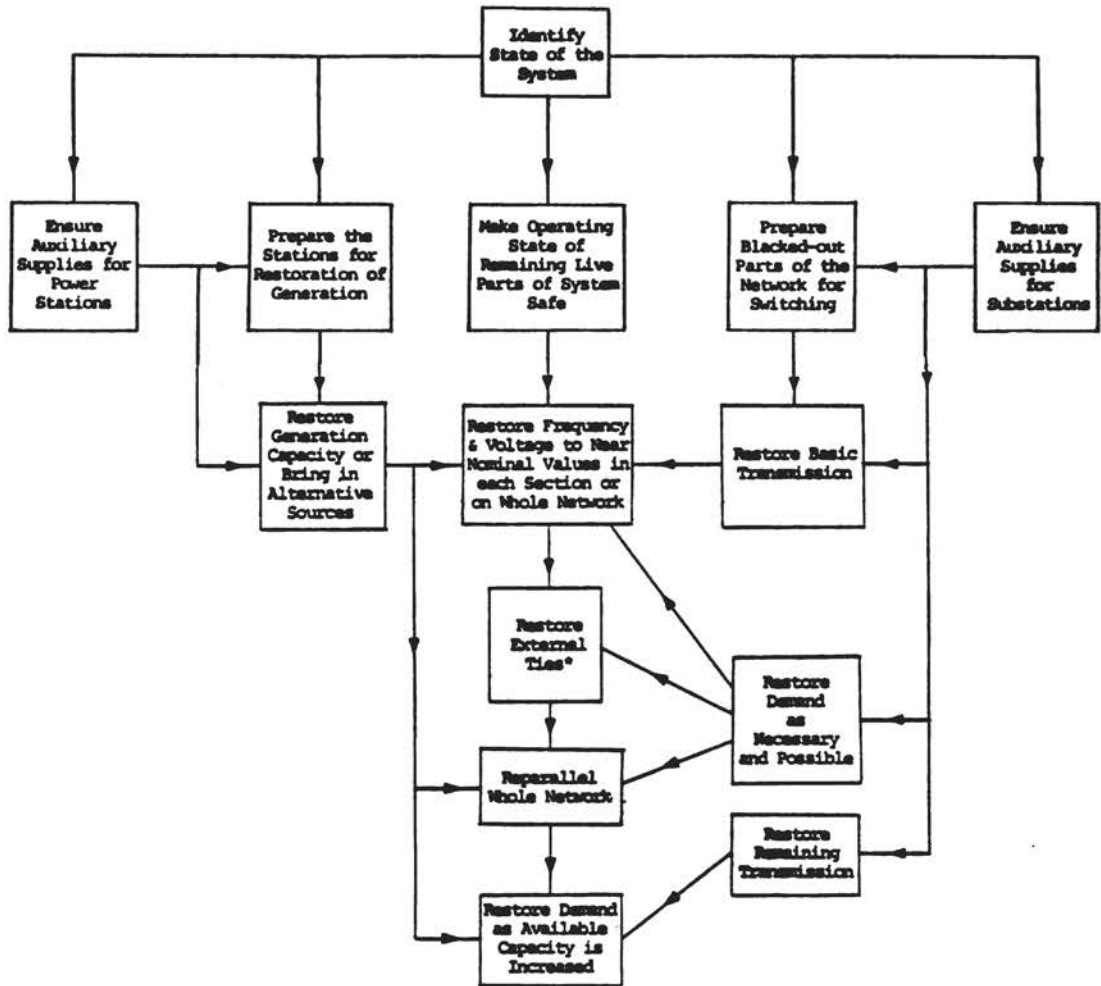 Identify
State of the
System
Ensure
Auxiliary
Supplies for
Power
Stations
Prepare the
Stations for
Restoration of
Generation
Make Operating
State of
Remaining Live
Parts of System
Safe
Prepare
Blacked-out
Parts of the
Network for
Switching
Ensure
Auxiliary
Supplies
for
Substations
Restore
Generation
Capacity or
Bring in
Alternative
Sources
Restore Frequency
& Voltage to Near
Nominal Values in
each Section or
on Whole Network
Restore Basic
Transmission
Restore
External
Ties*
Restore
Demand
as
Necessary
and Possible
Reparallel
Whole Network
Restore
Remaining
Transmission
Restore Demand
as Available
Capacity is
Increased